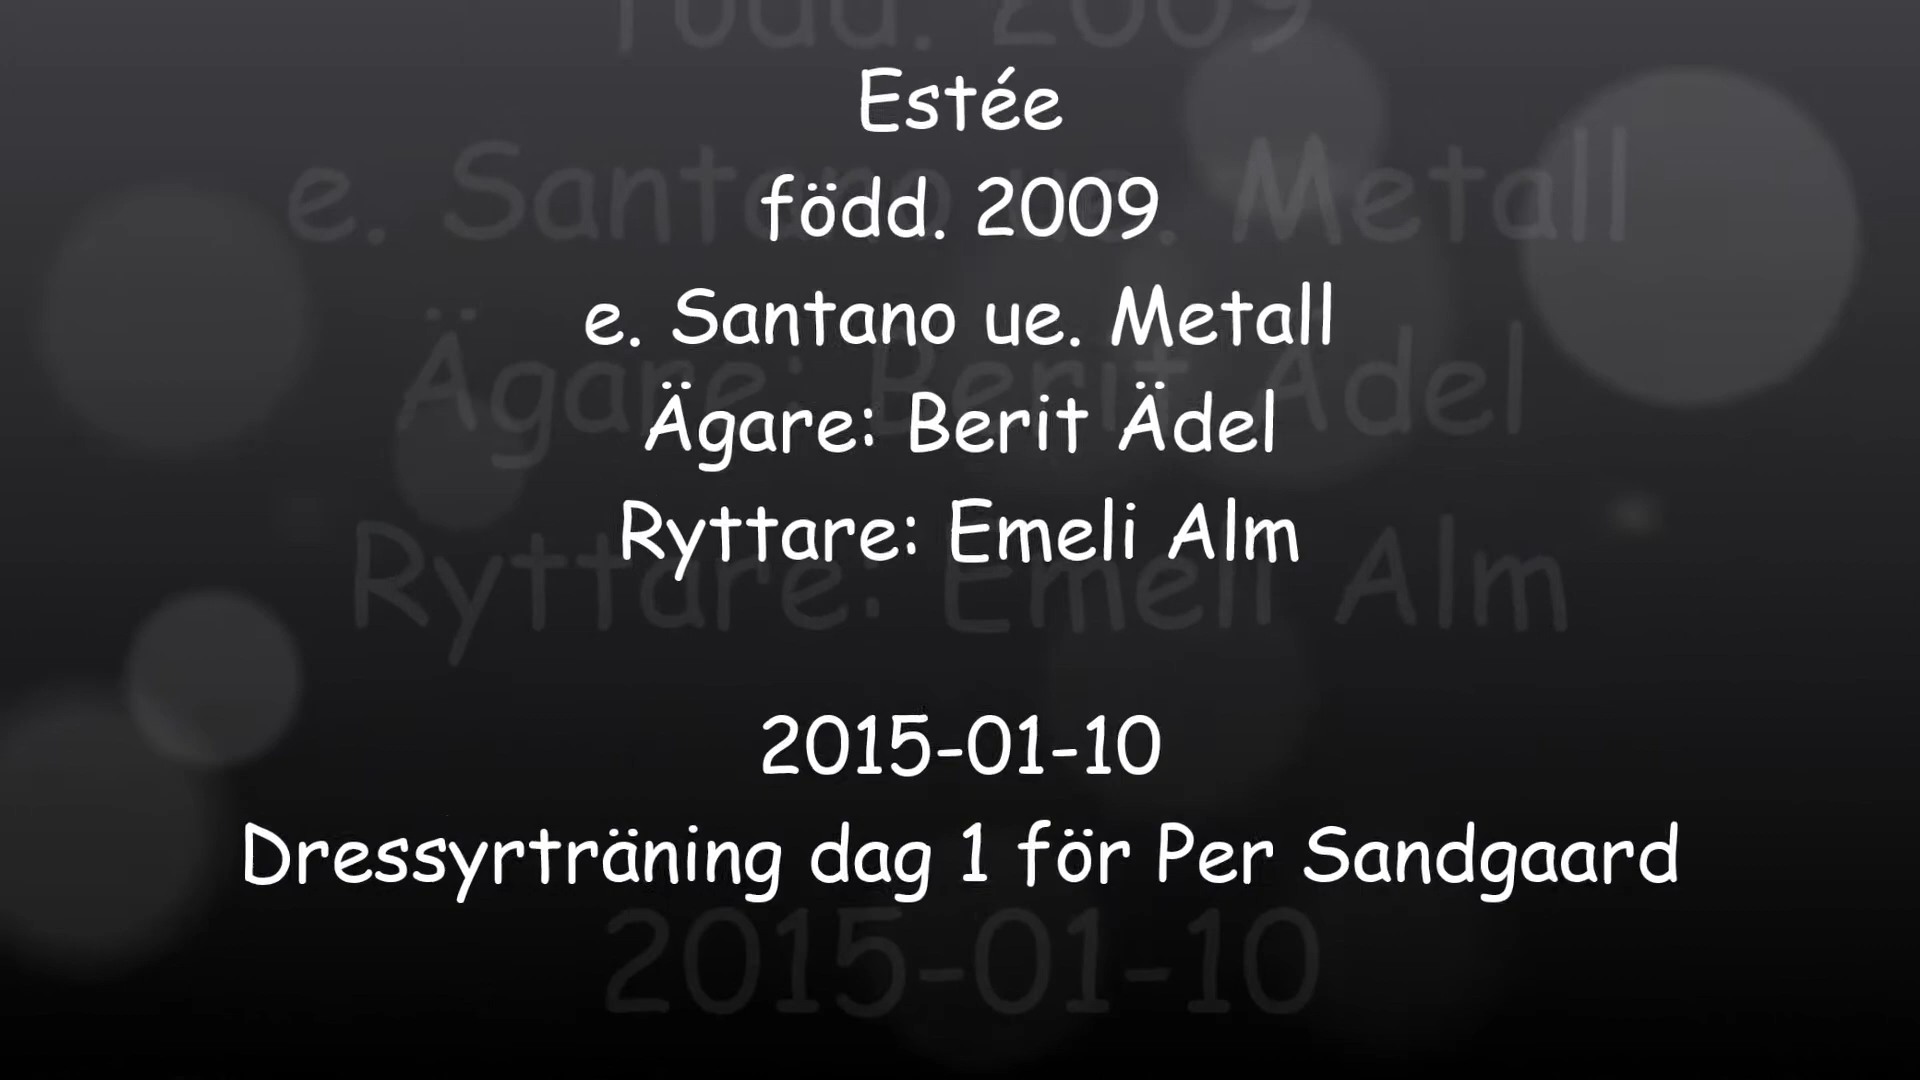 Estée
född. 2009
e. Santano ue. Metall
Ägare: Berit Ädel
Ryttare: Emeli Alm
2015-01-10
Dressyrträning dag 1 för Per Sandgaard